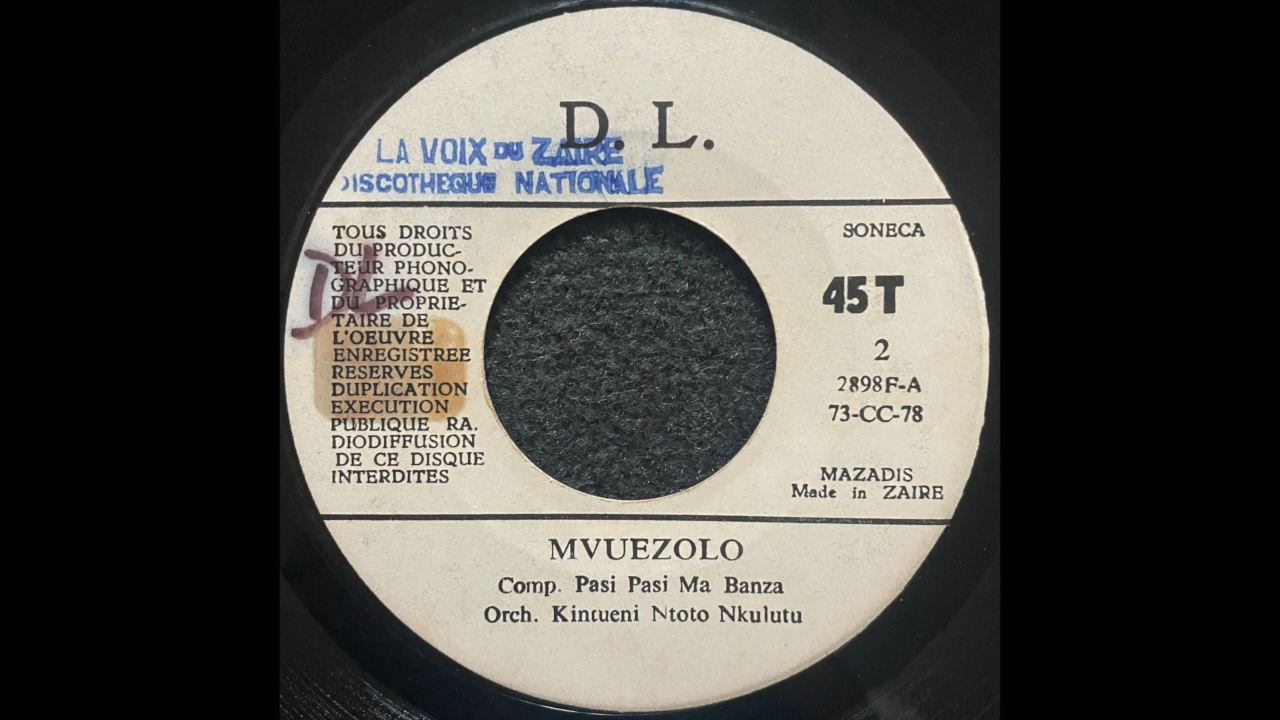 D. L.
LA VOIX DU ZAIRE
DISCOTHEQUE NATIONALE
TOUS DROITS
DU PRODUC-
TEUR PHONO-
GRAPHIQUE ET
DU PROPRIE-
TAIRE DE
L'OEUVRE
ENREGISTREE
RESERVES
DUPLICATION
EXECUTION
PUBLIQUE RA.
DIODIFFUSION
DE CE DISQUE
INTERDITES
DL
SONECA
45 T
2
2898F-A
73-CC-78
MAZADIS
Made in ZAIRE
MVUEZOLO
Comp. Pasi Pasi Ma Banza
Orch. Kintueni Ntoto Nkulutu